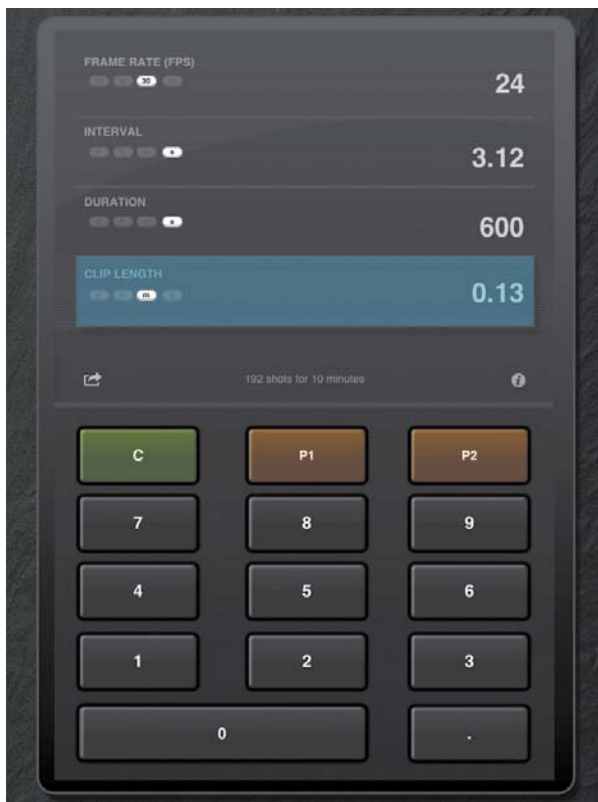 FRAME RATE (FPS)
30
24
INTERVAL
s
3.12
DURATION
s
600
CLIP LENGTH
m
0.13
192 shots for 10 minutes
i
C P1 P2
7 8 9
4 5 6
1 2 3
0 .